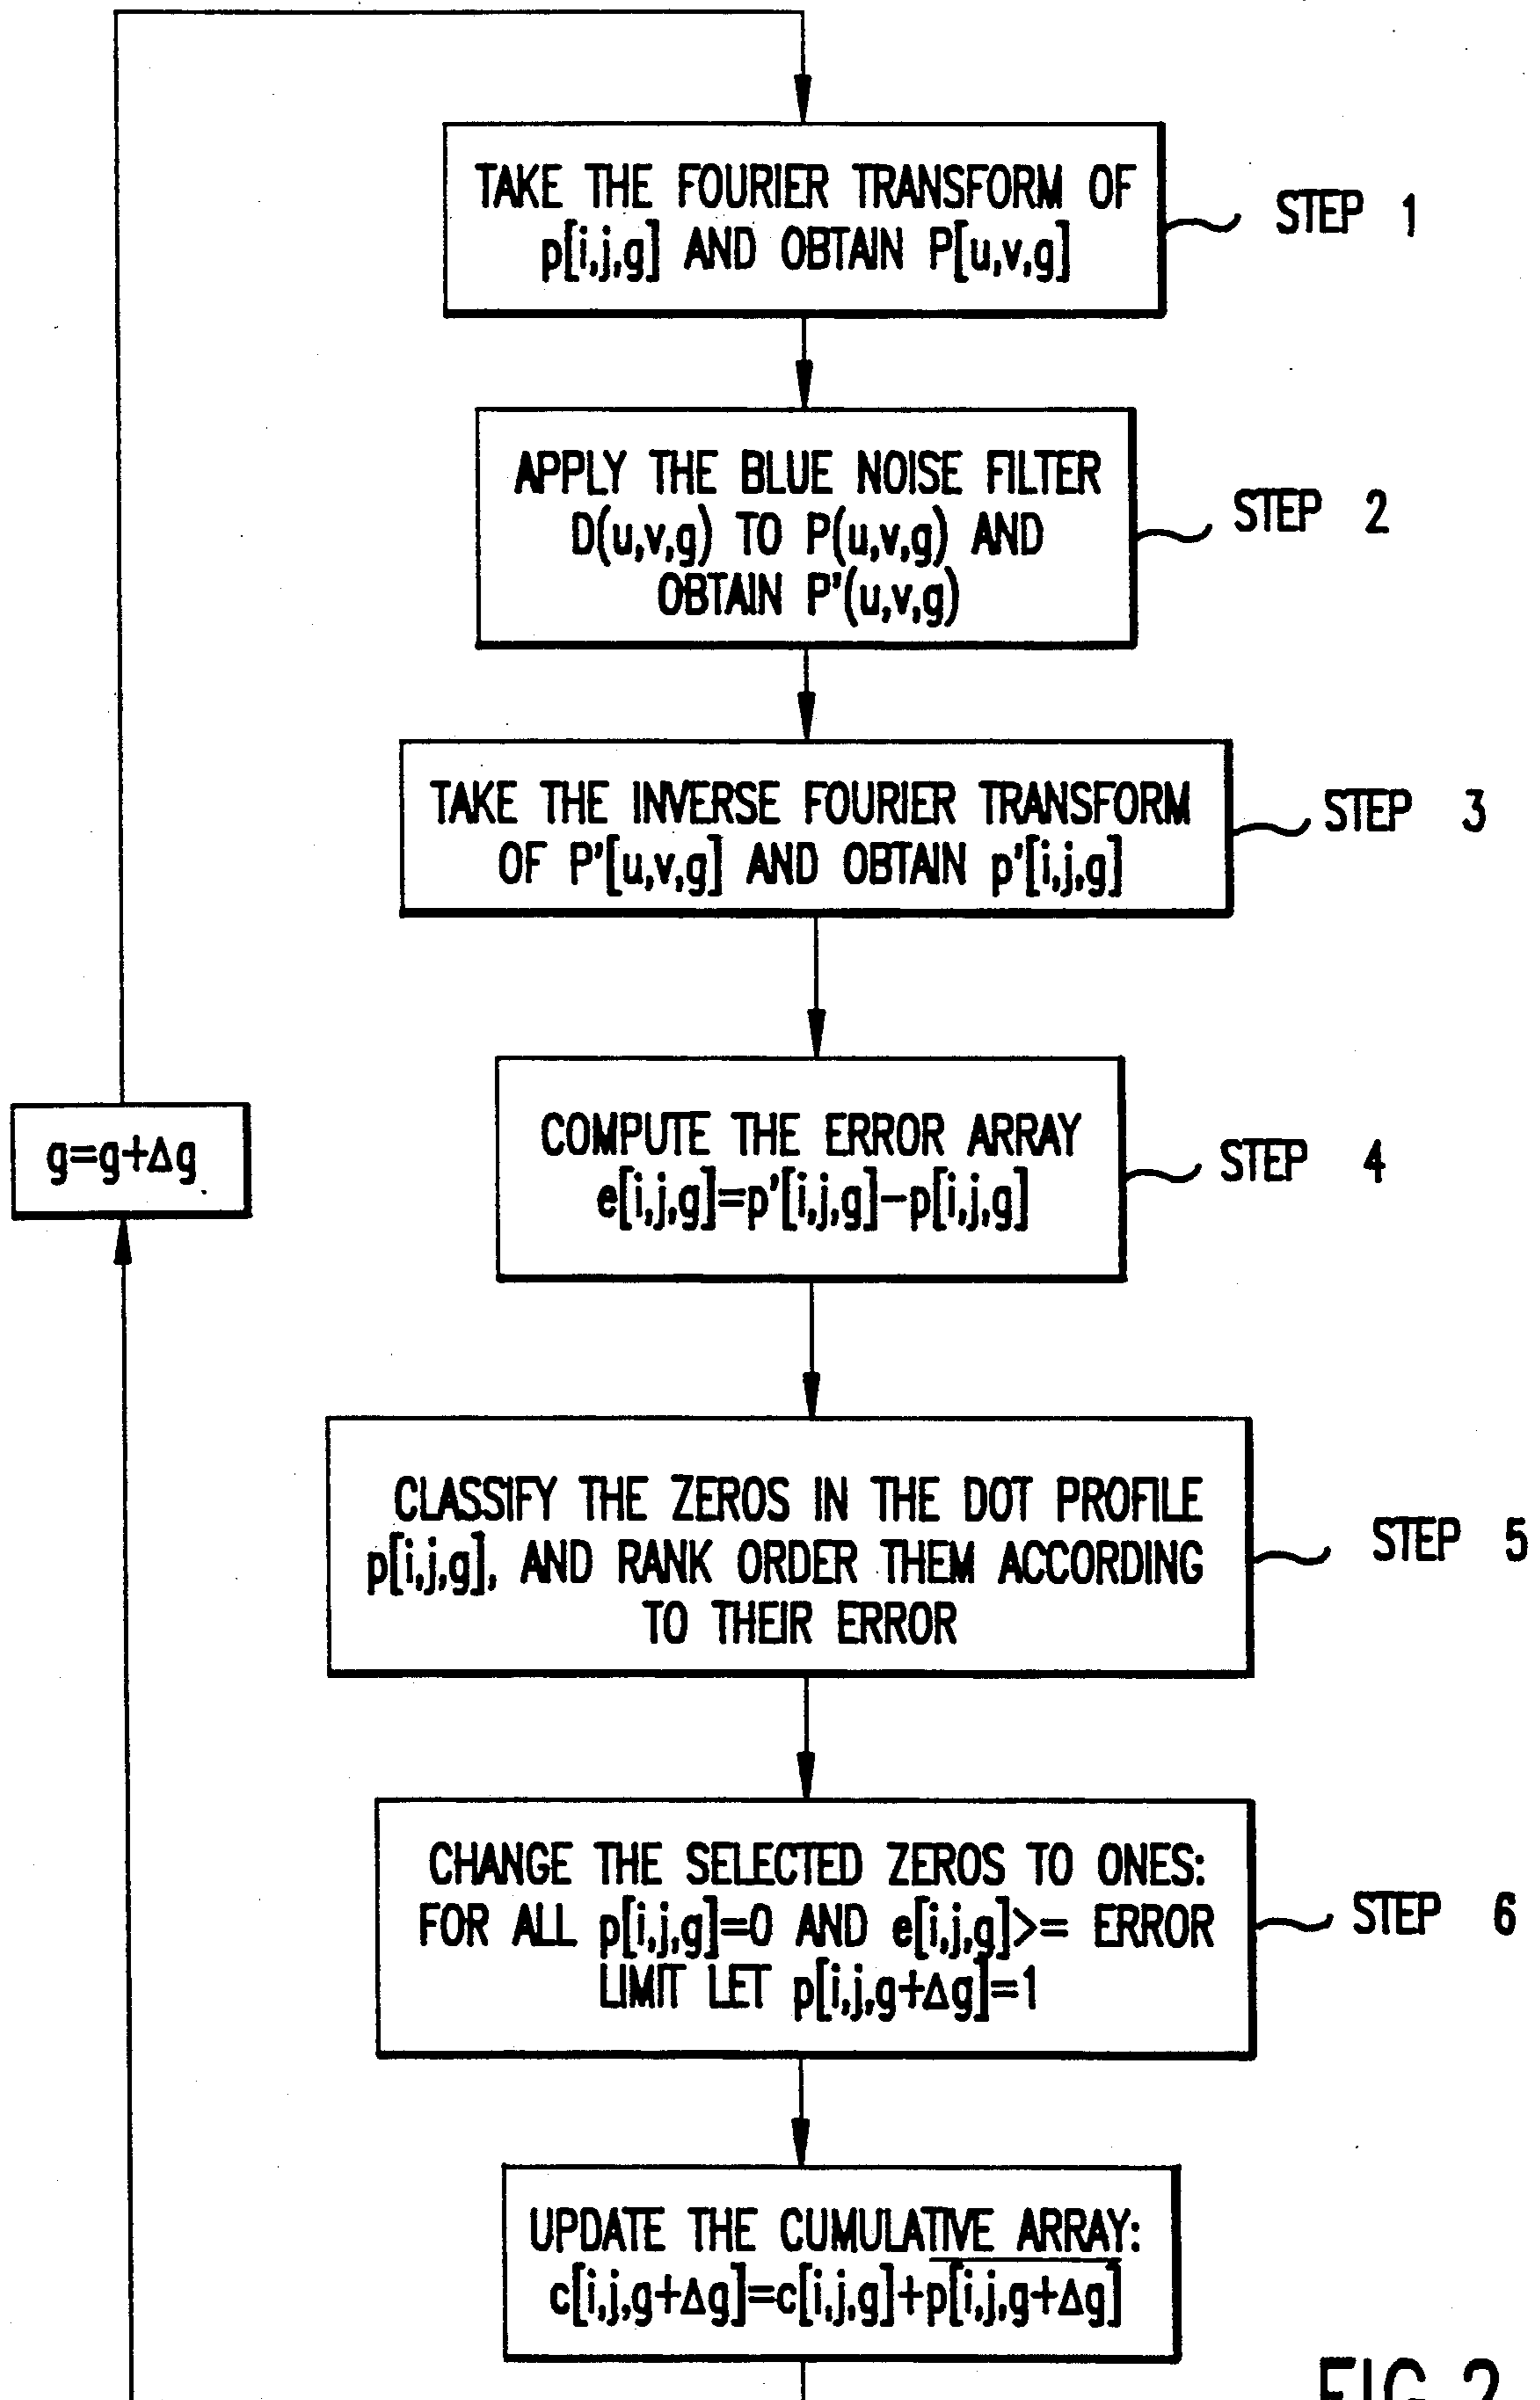 TAKE THE FOURIER TRANSFORM OF
p[i,j,g] AND OBTAIN P[u,v,g]
STEP 1
APPLY THE BLUE NOISE FILTER
D(u,v,g) TO P(u,v,g) AND
OBTAIN P'(u,v,g)
STEP 2
TAKE THE INVERSE FOURIER TRANSFORM
OF P'[u,v,g] AND OBTAIN p'[i,j,g]
STEP 3
g=g+Δg
COMPUTE THE ERROR ARRAY
e[i,j,g]=p'[i,j,g]−p[i,j,g]
STEP 4
CLASSIFY THE ZEROS IN THE DOT PROFILE
p[i,j,g], AND RANK ORDER THEM ACCORDING
TO THEIR ERROR
STEP 5
CHANGE THE SELECTED ZEROS TO ONES:
FOR ALL p[i,j,g]=0 AND e[i,j,g]>= ERROR
LIMIT LET p[i,j,g+Δg]=1
STEP 6
UPDATE THE CUMULATIVE ARRAY:
c[i,j,g+Δg]=c[i,j,g]+p̅[̅i̅,̅j̅,̅g̅+̅Δ̅g̅]̅
FIG. 2